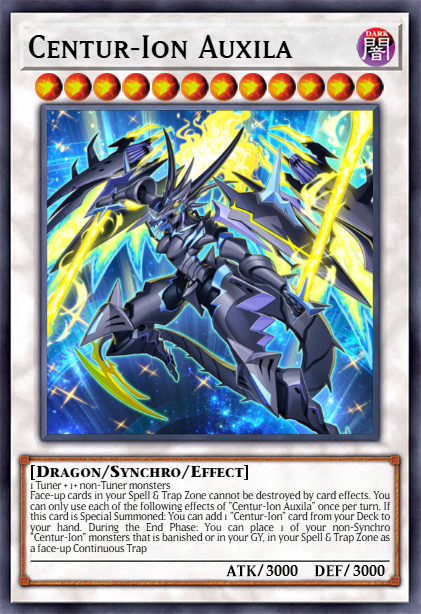 Centur-Ion Auxila
DARK
闇
[Dragon/Synchro/Effect]
1 Tuner + 1+ non-Tuner monsters
Face-up cards in your Spell & Trap Zone cannot be destroyed by card effects. You
can only use each of the following effects of "Centur-Ion Auxila" once per turn. If
this card is Special Summoned: You can add 1 "Centur-Ion" card from your Deck to
your hand. During the End Phase: You can place 1 of your non-Synchro
"Centur-Ion" monsters that is banished or in your GY, in your Spell & Trap Zone as
a face-up Continuous Trap
ATK/3000 DEF/3000